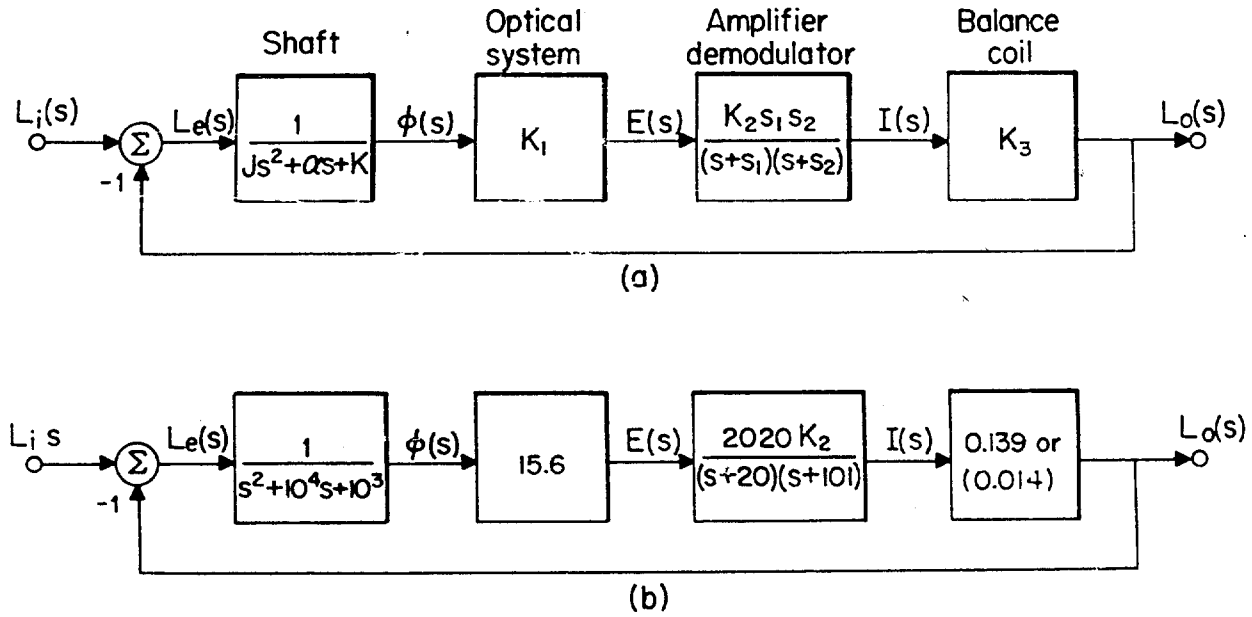 Shaft
Optical system
Amplifier demodulator
Balance coil
Li(s)
Σ
-1
Le(s)
1
Js²+αs+K
φ(s)
K1
E(s)
K2s1s2
(s+s1)(s+s2)
I(s)
K3
Lo(s)
(a)
Li s
Σ
-1
Le(s)
1
s²+10⁴s+10³
φ(s)
15.6
E(s)
2020 K2
(s+20)(s+101)
I(s)
0.139 or
(0.014)
Lo(s)
(b)